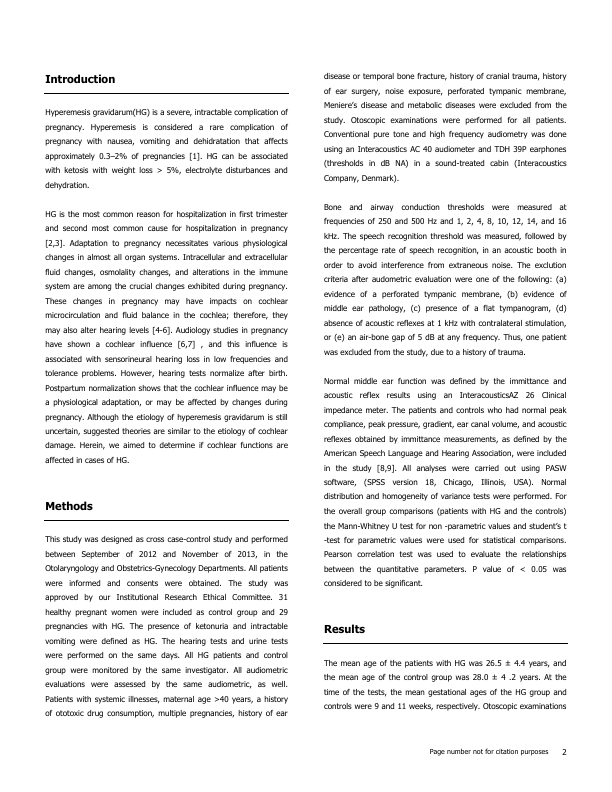 Introduction
Hyperemesis gravidarum(HG) is a severe, intractable complication of
pregnancy. Hyperemesis is considered a rare complication of
pregnancy with nausea, vomiting and dehidratation that affects
approximately 0.3–2% of pregnancies [1]. HG can be associated
with ketosis with weight loss > 5%, electrolyte disturbances and
dehydration.
HG is the most common reason for hospitalization in first trimester
and second most common cause for hospitalization in pregnancy
[2,3]. Adaptation to pregnancy necessitates various physiological
changes in almost all organ systems. Intracellular and extracellular
fluid changes, osmolality changes, and alterations in the immune
system are among the crucial changes exhibited during pregnancy.
These changes in pregnancy may have impacts on cochlear
microcirculation and fluid balance in the cochlea; therefore, they
may also alter hearing levels [4-6]. Audiology studies in pregnancy
have shown a cochlear influence [6,7] , and this influence is
associated with sensorineural hearing loss in low frequencies and
tolerance problems. However, hearing tests normalize after birth.
Postpartum normalization shows that the cochlear influence may be
a physiological adaptation, or may be affected by changes during
pregnancy. Although the etiology of hyperemesis gravidarum is still
uncertain, suggested theories are similar to the etiology of cochlear
damage. Herein, we aimed to determine if cochlear functions are
affected in cases of HG.
Methods
This study was designed as cross case-control study and performed
between September of 2012 and November of 2013, in the
Otolaryngology and Obstetrics-Gynecology Departments. All patients
were informed and consents were obtained. The study was
approved by our Institutional Research Ethical Committee. 31
healthy pregnant women were included as control group and 29
pregnancies with HG. The presence of ketonuria and intractable
vomiting were defined as HG. The hearing tests and urine tests
were performed on the same days. All HG patients and control
group were monitored by the same investigator. All audiometric
evaluations were assessed by the same audiometric, as well.
Patients with systemic illnesses, maternal age >40 years, a history
of ototoxic drug consumption, multiple pregnancies, history of ear
disease or temporal bone fracture, history of cranial trauma, history
of ear surgery, noise exposure, perforated tympanic membrane,
Meniere's disease and metabolic diseases were excluded from the
study. Otoscopic examinations were performed for all patients.
Conventional pure tone and high frequency audiometry was done
using an Interacoustics AC 40 audiometer and TDH 39P earphones
(thresholds in dB NA) in a sound-treated cabin (Interacoustics
Company, Denmark).
Bone and airway conduction thresholds were measured at
frequencies of 250 and 500 Hz and 1, 2, 4, 8, 10, 12, 14, and 16
kHz. The speech recognition threshold was measured, followed by
the percentage rate of speech recognition, in an acoustic booth in
order to avoid interference from extraneous noise. The exclution
criteria after audometric evaluation were one of the following: (a)
evidence of a perforated tympanic membrane, (b) evidence of
middle ear pathology, (c) presence of a flat tympanogram, (d)
absence of acoustic reflexes at 1 kHz with contralateral stimulation,
or (e) an air-bone gap of 5 dB at any frequency. Thus, one patient
was excluded from the study, due to a history of trauma.
Normal middle ear function was defined by the immittance and
acoustic reflex results using an InteracousticsAZ 26 Clinical
impedance meter. The patients and controls who had normal peak
compliance, peak pressure, gradient, ear canal volume, and acoustic
reflexes obtained by immittance measurements, as defined by the
American Speech Language and Hearing Association, were included
in the study [8,9]. All analyses were carried out using PASW
software, (SPSS version 18, Chicago, Illinois, USA). Normal
distribution and homogeneity of variance tests were performed. For
the overall group comparisons (patients with HG and the controls)
the Mann-Whitney U test for non -parametric values and student's t
-test for parametric values were used for statistical comparisons.
Pearson correlation test was used to evaluate the relationships
between the quantitative parameters. P value of < 0.05 was
considered to be significant.
Results
The mean age of the patients with HG was 26.5 ± 4.4 years, and
the mean age of the control group was 28.0 ± 4 .2 years. At the
time of the tests, the mean gestational ages of the HG group and
controls were 9 and 11 weeks, respectively. Otoscopic examinations
Page number not for citation purposes 2